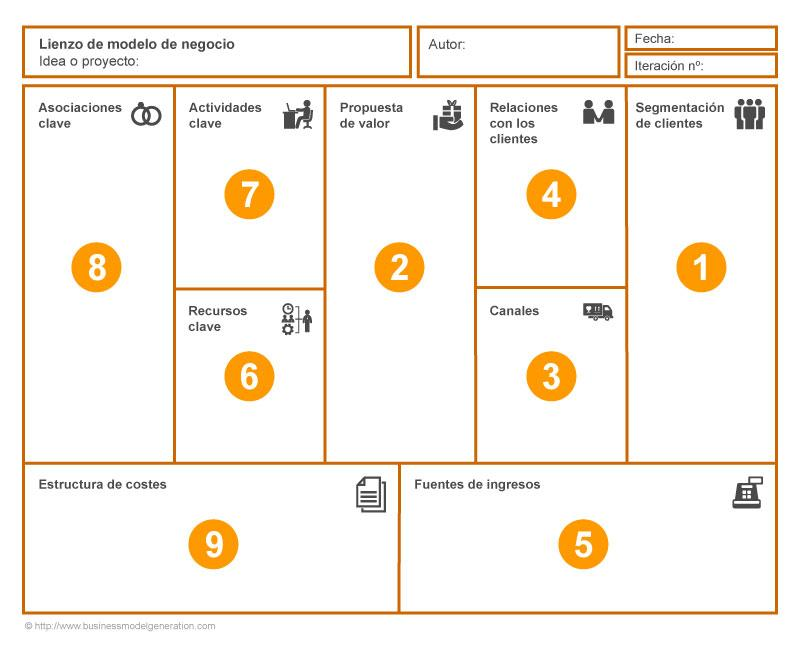 Lienzo de modelo de negocio
Idea o proyecto:
Autor:
Fecha:
Iteración nº:
Asociaciones
clave
8
Actividades
clave
7
Recursos
clave
6
Propuesta
de valor
2
Relaciones
con los
clientes
4
Canales
3
Segmentación
de clientes
1
Estructura de costes
9
Fuentes de ingresos
5
© http://www.businessmodelgeneration.com